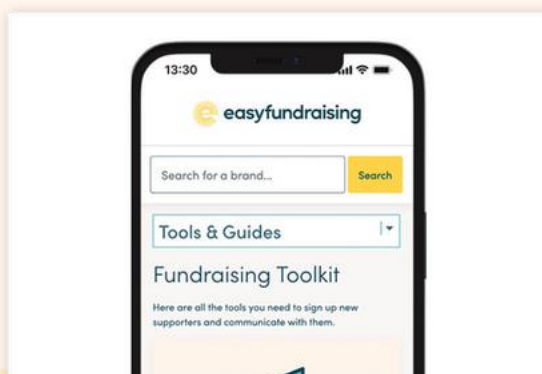 13:30
easyfundraising
Search for a brand...
Search
Tools & Guides
Fundraising Toolkit
Here are all the tools you need to sign up new
supporters and communicate with them.